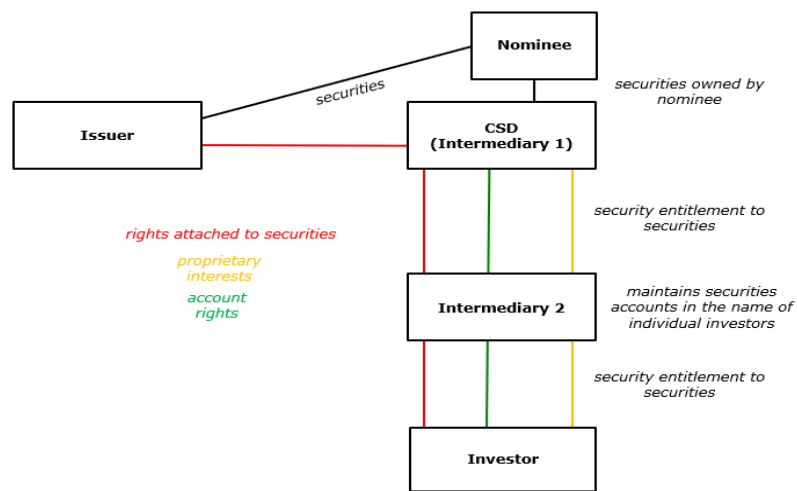 Nominee
securities
securities owned by
nominee
Issuer
CSD
(Intermediary 1)
rights attached to securities
proprietary
interests
account
rights
security entitlement to
securities
Intermediary 2
maintains securities
accounts in the name of
individual investors
security entitlement to
securities
Investor